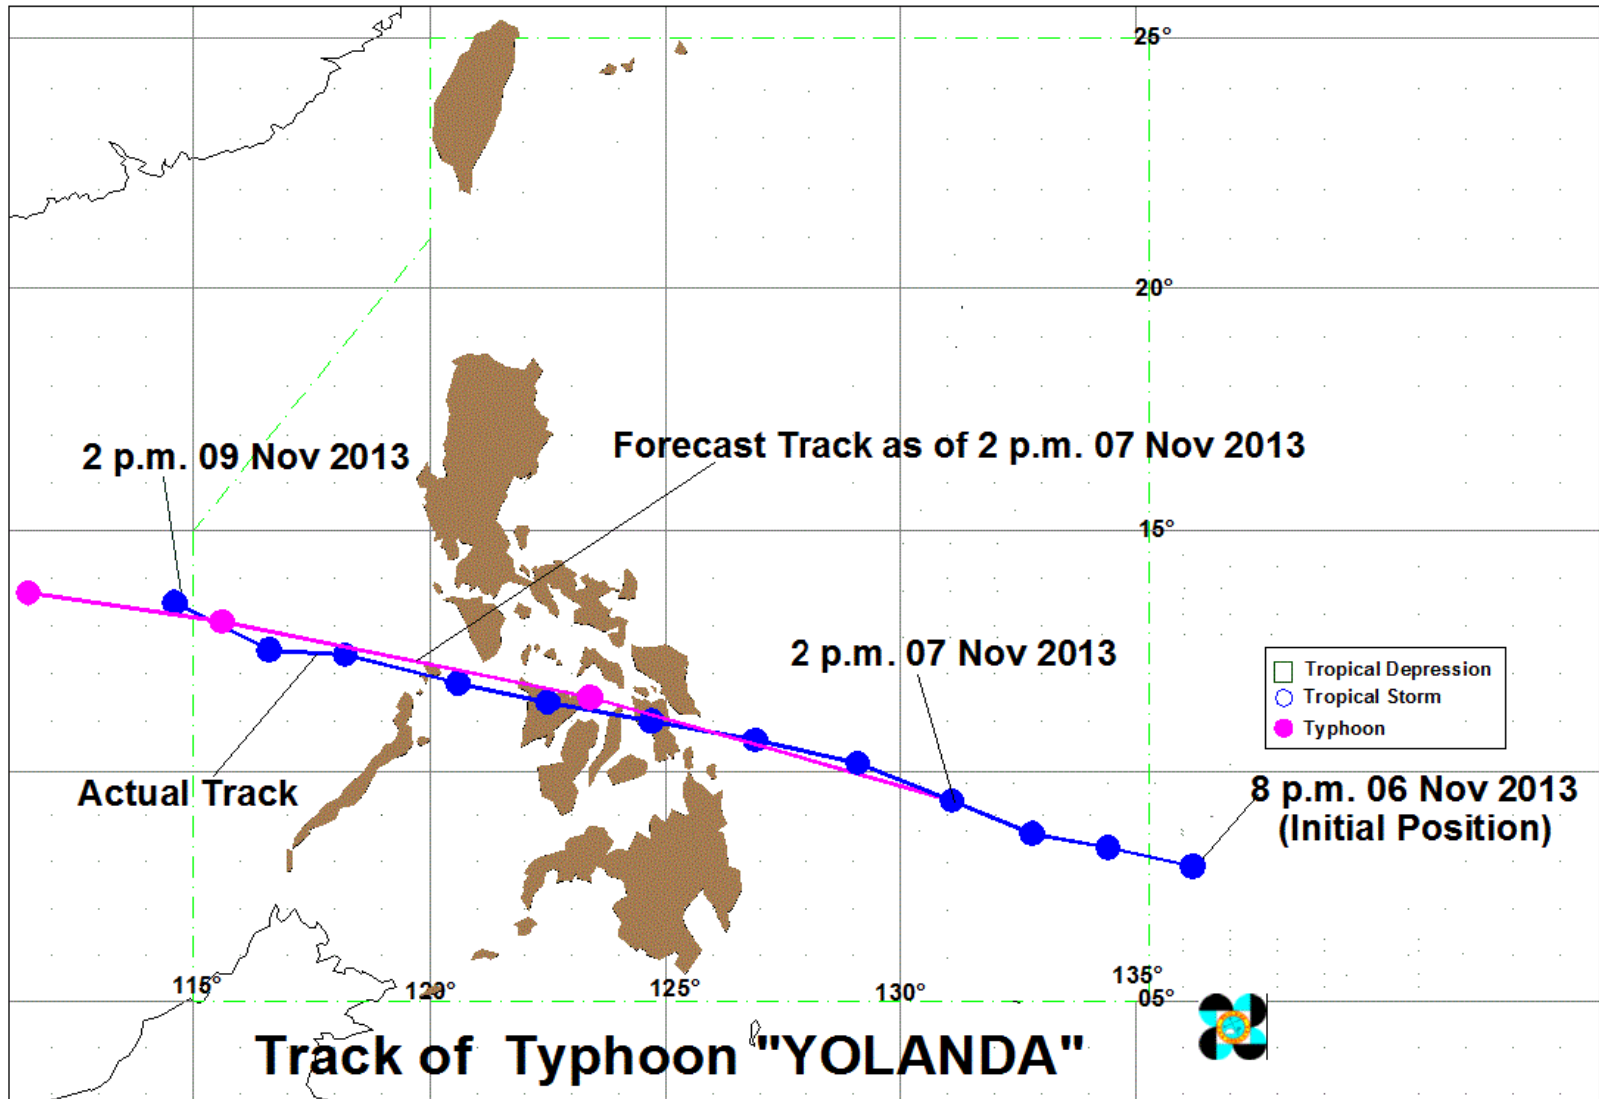 25°
20°
2 p.m. 09 Nov 2013
Forecast Track as of 2 p.m. 07 Nov 2013
15°
2 p.m. 07 Nov 2013
Tropical Depression
Tropical Storm
Typhoon
Actual Track
8 p.m. 06 Nov 2013
(Initial Position)
115°
120°
125°
130°
135°
05°
Track of Typhoon "YOLANDA"